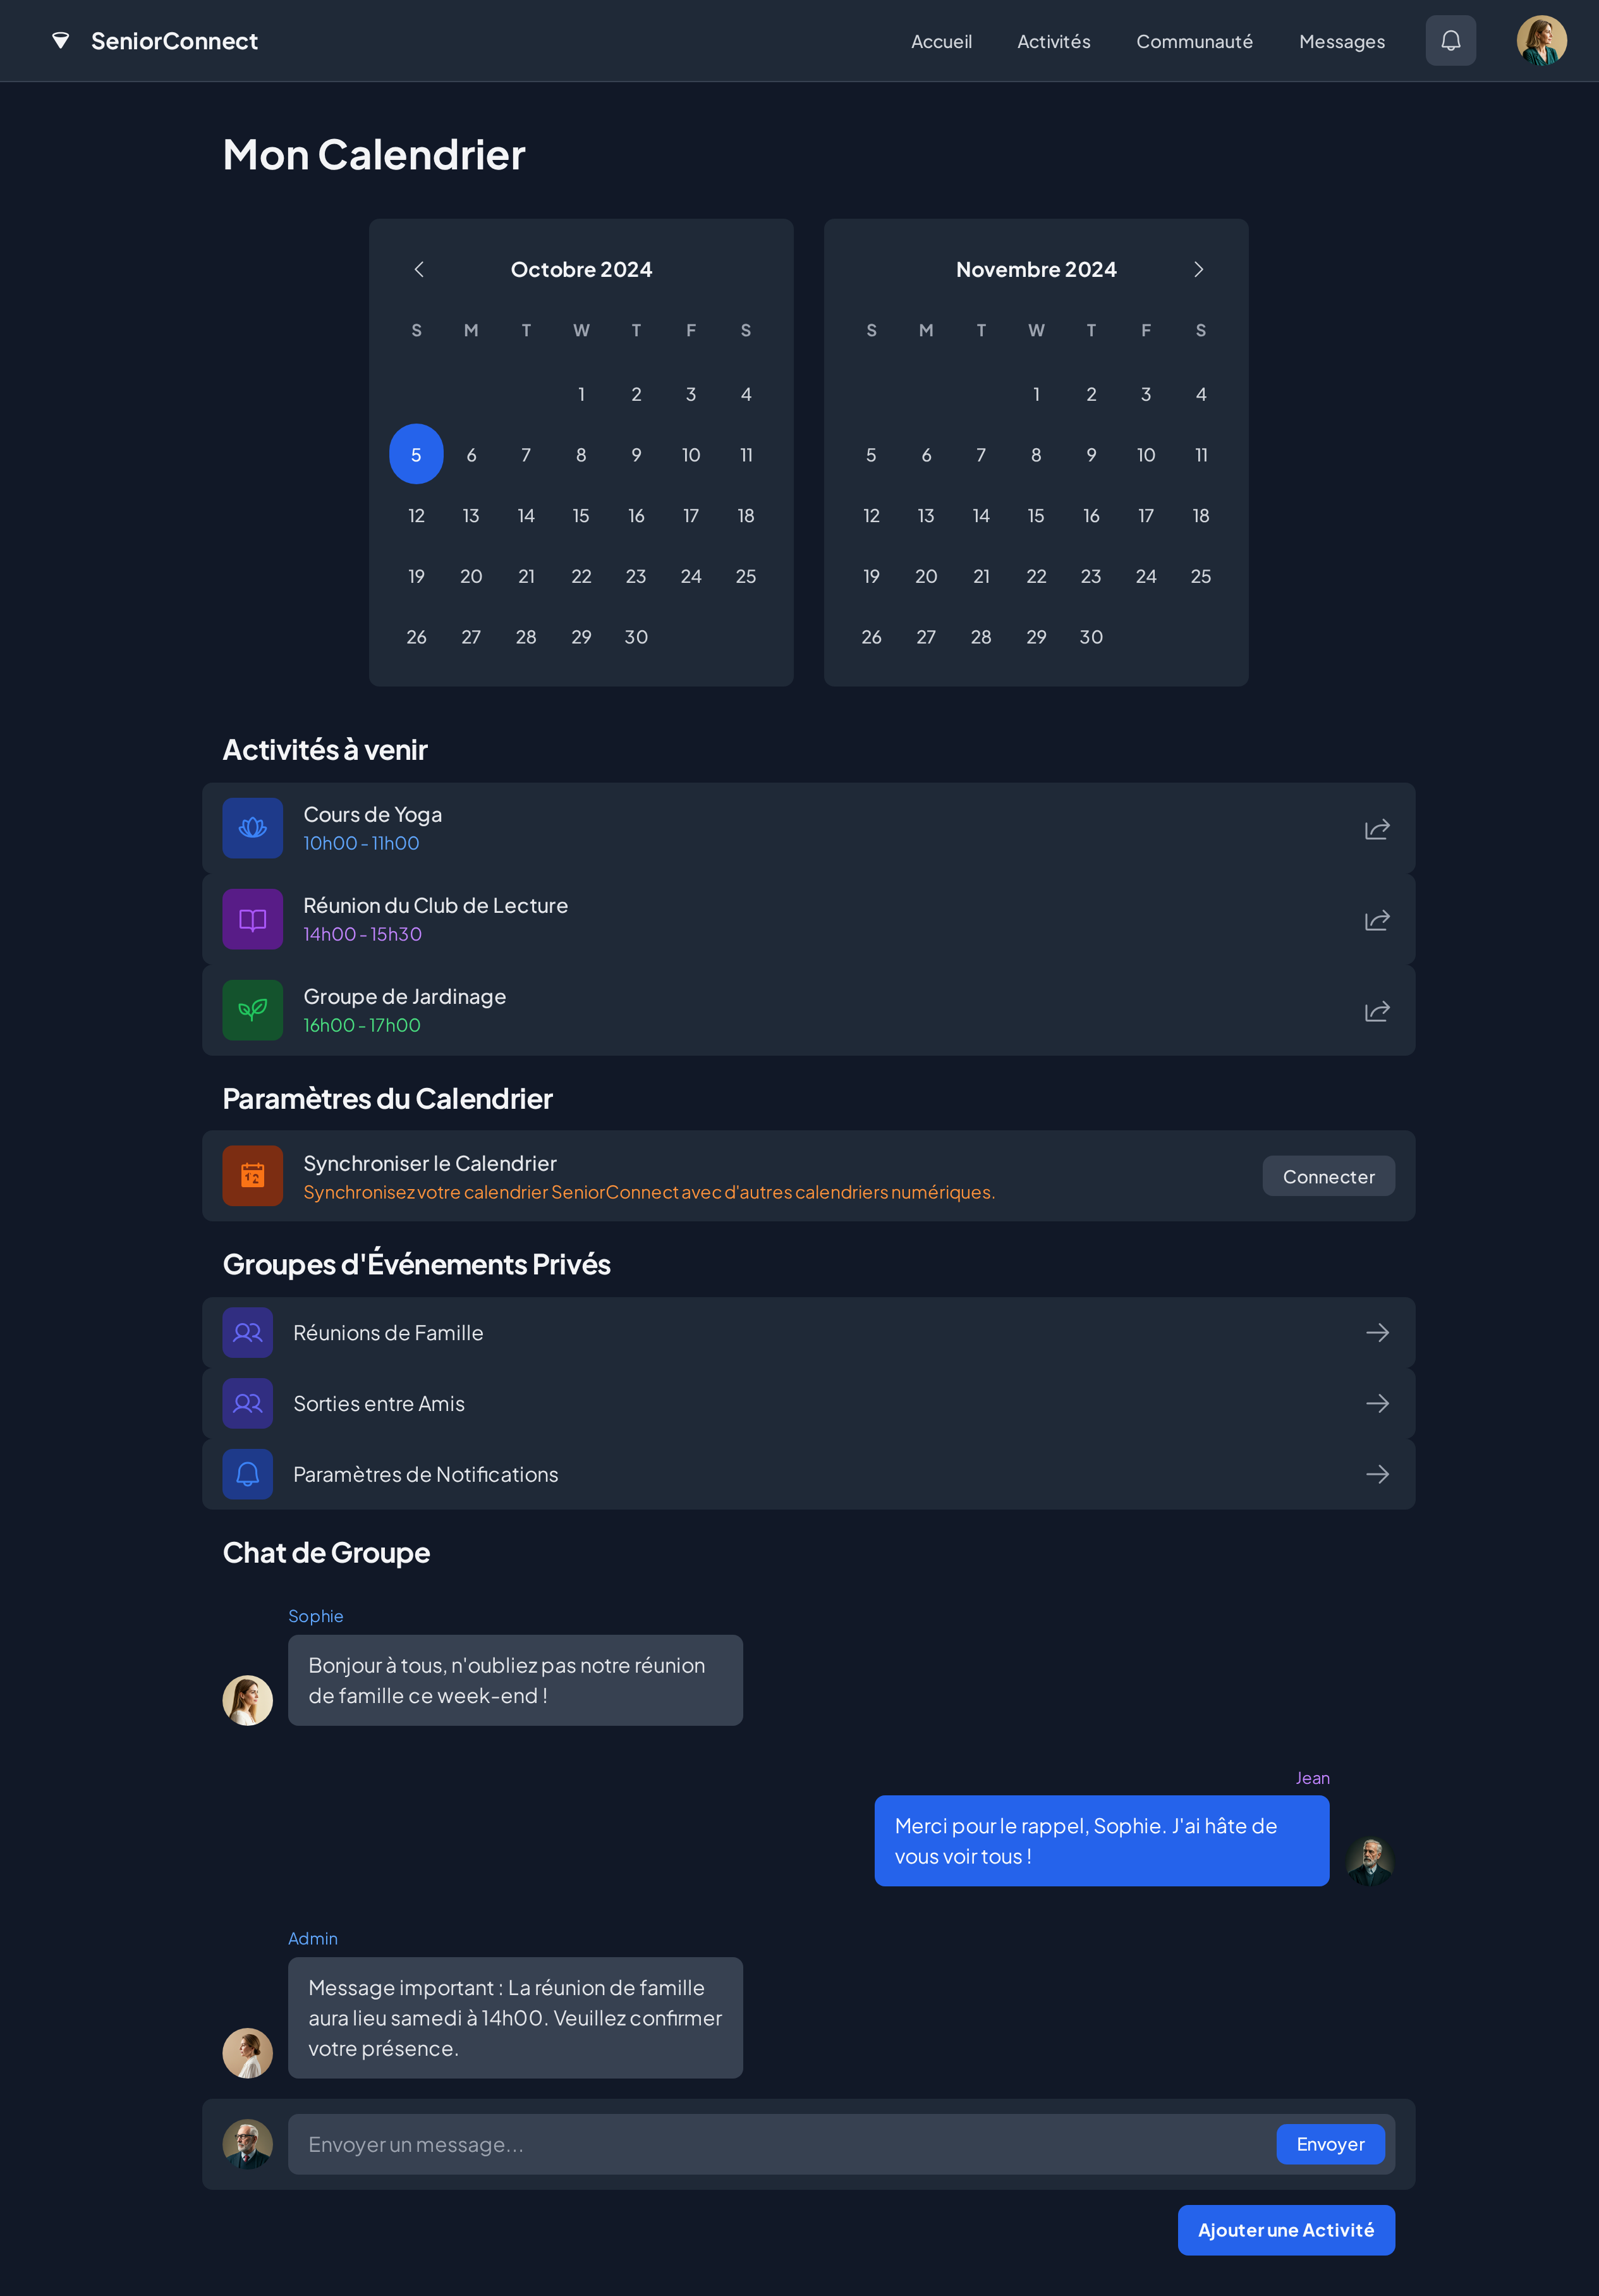 SeniorConnect
Accueil
Activités
Communauté
Messages
Mon Calendrier
Octobre 2024
S M T W T F S
1 2 3 4
5 6 7 8 9 10 11
12 13 14 15 16 17 18
19 20 21 22 23 24 25
26 27 28 29 30
Novembre 2024
S M T W T F S
1 2 3 4
5 6 7 8 9 10 11
12 13 14 15 16 17 18
19 20 21 22 23 24 25
26 27 28 29 30
Activités à venir
Cours de Yoga
10h00 - 11h00
Réunion du Club de Lecture
14h00 - 15h30
Groupe de Jardinage
16h00 - 17h00
Paramètres du Calendrier
12
Synchroniser le Calendrier
Synchronisez votre calendrier SeniorConnect avec d'autres calendriers numériques.
Connecter
Groupes d'Événements Privés
Réunions de Famille
Sorties entre Amis
Paramètres de Notifications
Chat de Groupe
Sophie
Bonjour à tous, n'oubliez pas notre réunion
de famille ce week-end !
Jean
Merci pour le rappel, Sophie. J'ai hâte de
vous voir tous !
Admin
Message important : La réunion de famille
aura lieu samedi à 14h00. Veuillez confirmer
votre présence.
Envoyer un message...
Envoyer
Ajouter une Activité